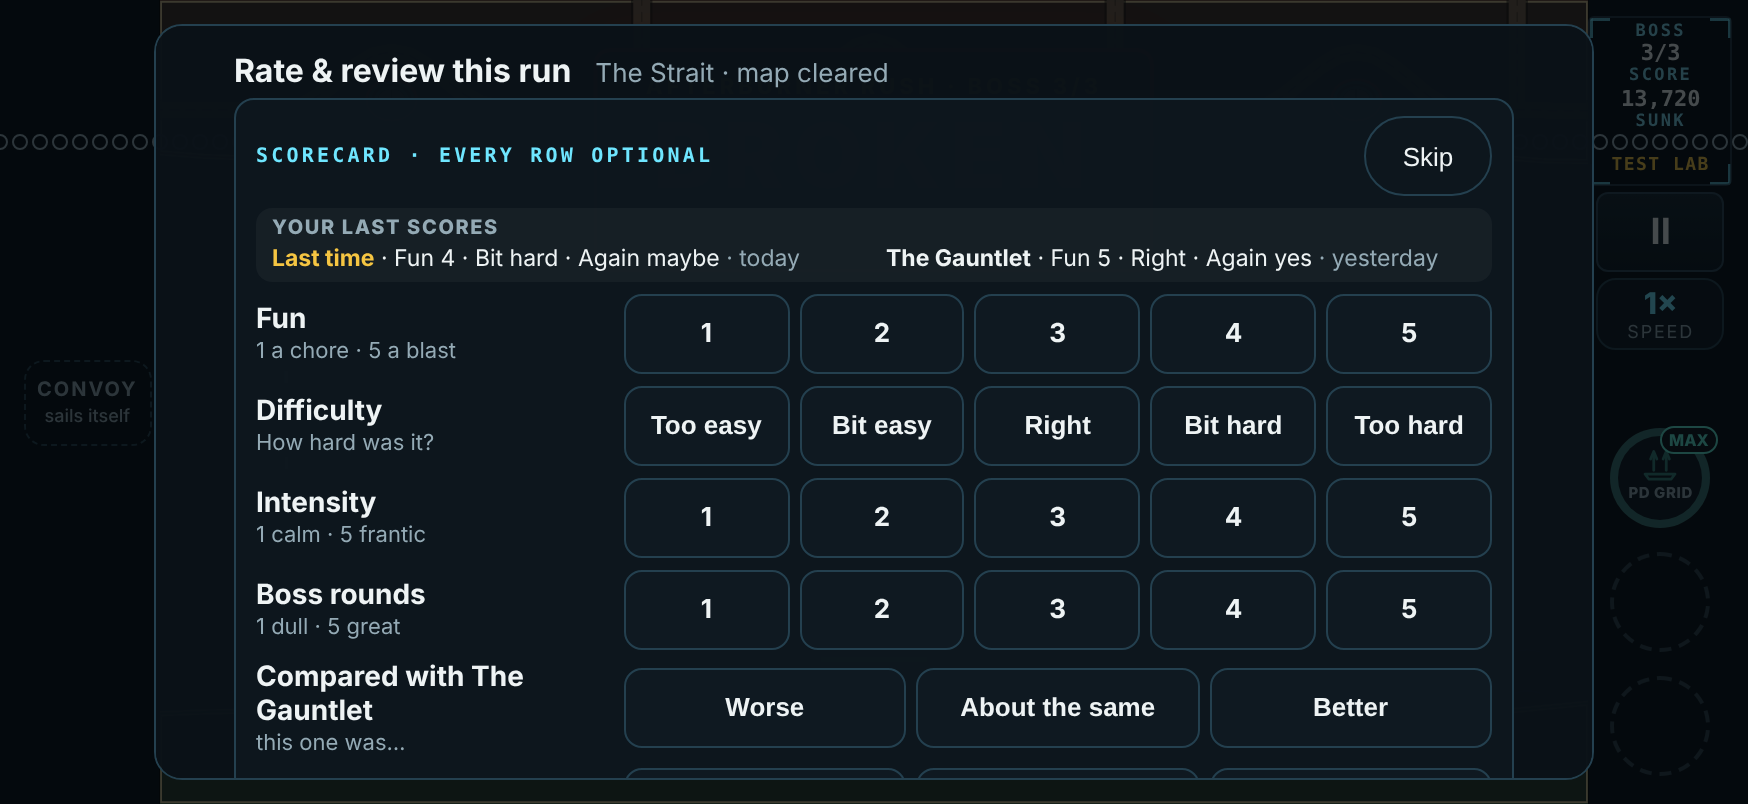 Rate & review this run The Strait · map cleared
SCORECARD · EVERY ROW OPTIONAL
Skip
YOUR LAST SCORES
Last time · Fun 4 · Bit hard · Again maybe · today
The Gauntlet · Fun 5 · Right · Again yes · yesterday
Fun
1 a chore · 5 a blast
1 2 3 4 5
Difficulty
How hard was it?
Too easy Bit easy Right Bit hard Too hard
Intensity
1 calm · 5 frantic
1 2 3 4 5
Boss rounds
1 dull · 5 great
1 2 3 4 5
Compared with The
Gauntlet
this one was...
Worse About the same Better
CONVOY
sails itself
BOSS
3/3
SCORE
13,720
SUNK
TEST LAB
1×
SPEED
MAX
PD GRID